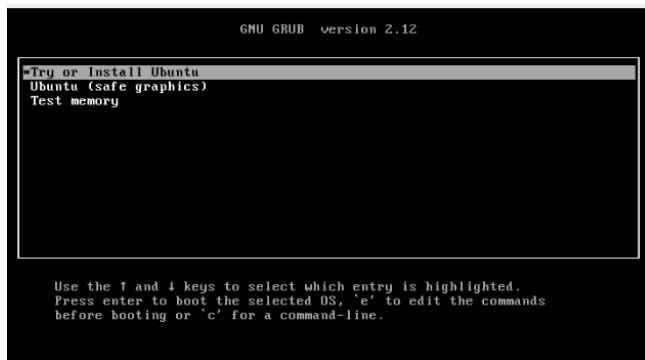 GNU GRUB  version 2.12
*Try or Install Ubuntu
Ubuntu (safe graphics)
Test memory
Use the ↑ and ↓ keys to select which entry is highlighted.
Press enter to boot the selected OS, `e' to edit the commands
before booting or `c' for a command-line.